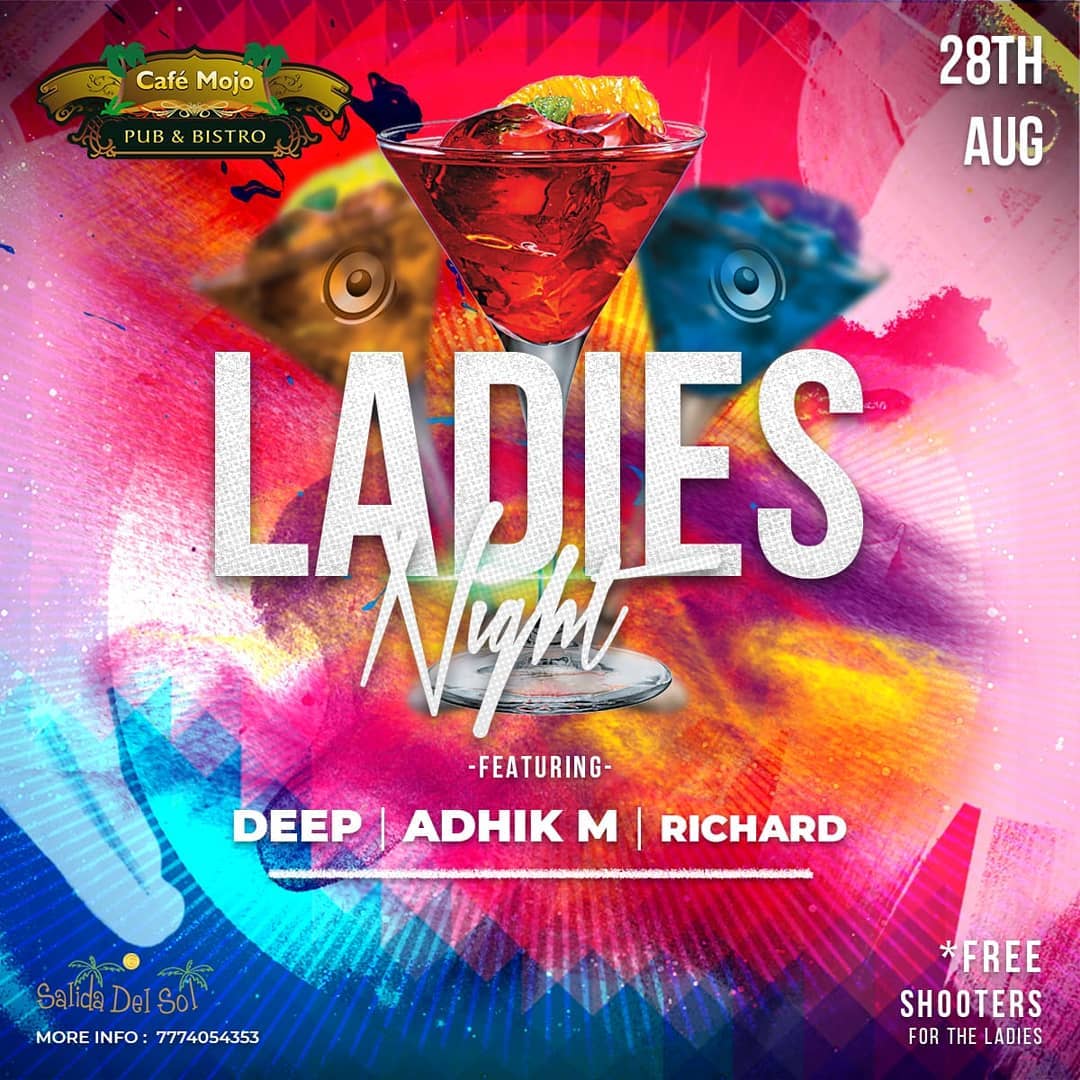 Café Mojo
PUB & BISTRO
28TH
AUG
LADIES
Night
-FEATURING-
DEEP | ADHIK M | RICHARD
Salida Del Sol
MORE INFO : 7774054353
*FREE
SHOOTERS
FOR THE LADIES